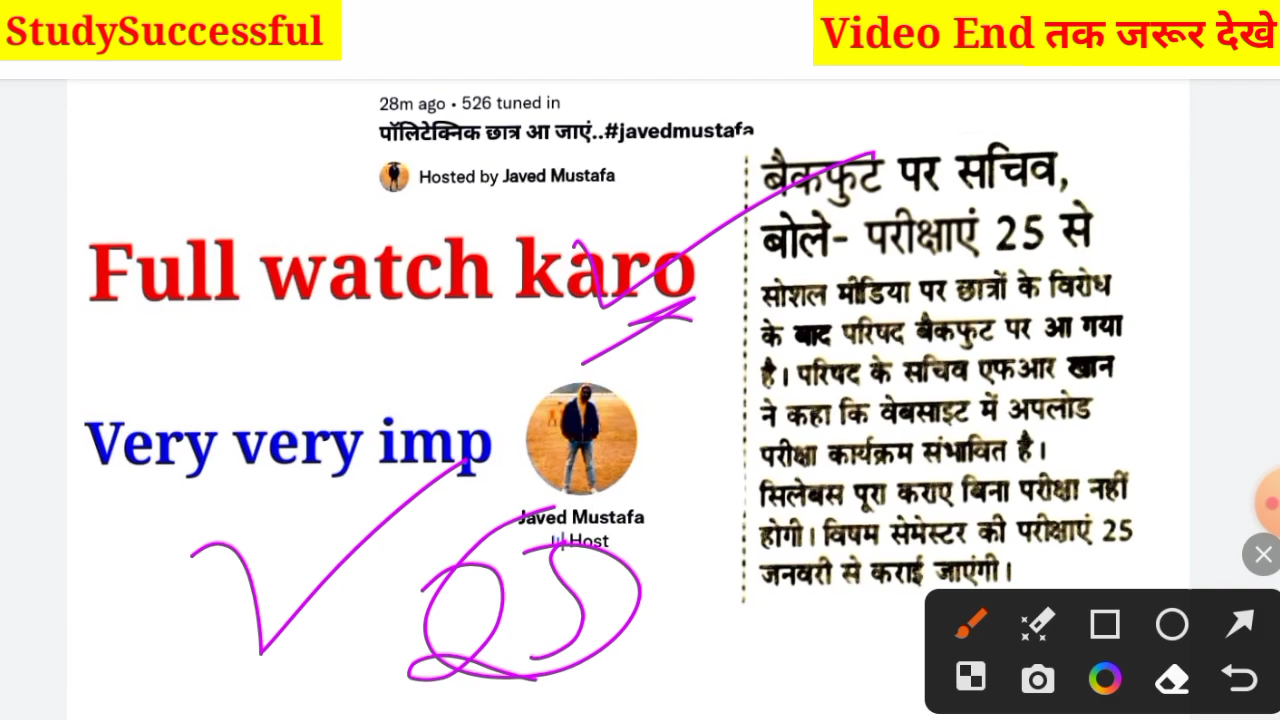 StudySuccessful
Video End तक जरूर देखे
28m ago • 526 tuned in
पॉलिटेक्निक छात्र आ जाएं..#javedmustafa
Hosted by Javed Mustafa
Full watch karo
Very very imp
Javed Mustafa
Host
बैकफुट पर सचिव,
बोले- परीक्षाएं 25 से
सोशल मीडिया पर छात्रों के विरोध
के बाद परिषद बैकफुट पर आ गया
है। परिषद के सचिव एफआर खान
ने कहा कि वेबसाइट में अपलोड
परीक्षा कार्यक्रम संभावित है।
सिलेबस पूरा कराए बिना परीक्षा नहीं
होगी। विषम सेमेस्टर की परीक्षाएं 25
जनवरी से कराई जाएंगी।